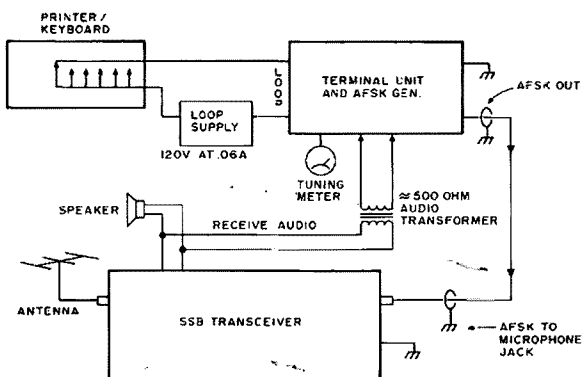 PRINTER/
KEYBOARD
LOOP
TERMINAL UNIT
AND AFSK GEN.
AFSK OUT
LOOP
SUPPLY
120V AT .06A
TUNING
METER
≈500 OHM
AUDIO
TRANSFORMER
SPEAKER
RECEIVE AUDIO
ANTENNA
SSB TRANSCEIVER
AFSK TO
MICROPHONE
JACK